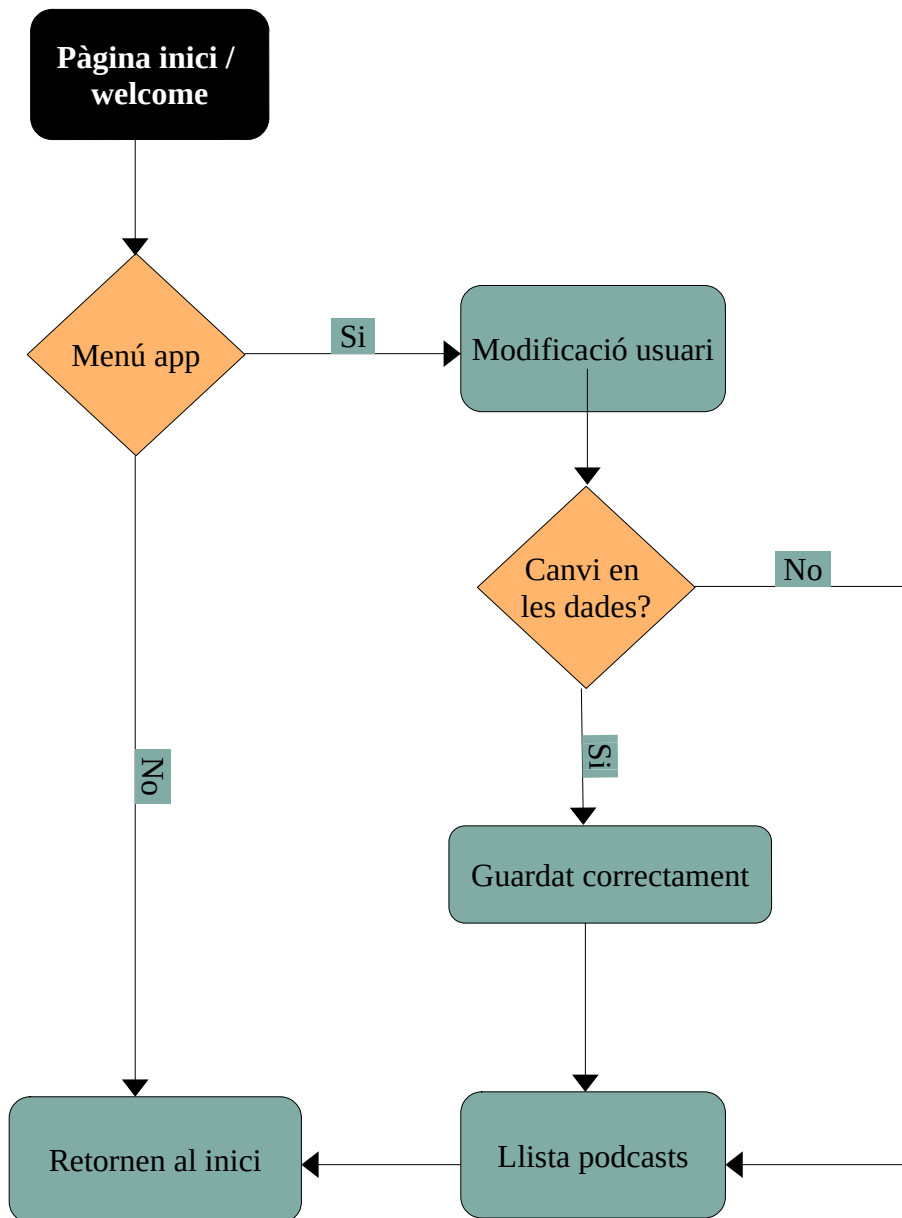 Pàgina inici /
welcome
Menú app
Si
Modificació usuari
Canvi en
les dades?
No
Si
No
Guardat correctament
Retornen al inici
Llista podcasts